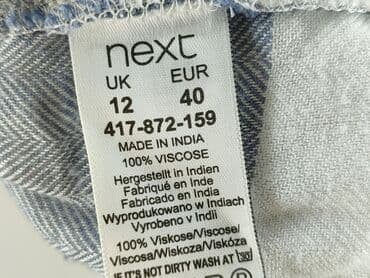 next
UK EUR
12 40
417-872-159
MADE IN INDIA
100% VISCOSE
Hergestellt in Indien
Fabriqué en Inde
Fabricado en India
Wyprodukowano w Indiach
Vyrobeno v Indii
100% Viskose/Viscose/
Viscosa/Wiskoza/Viskóza
IF IT'S NOT DIRTY WASH AT 30